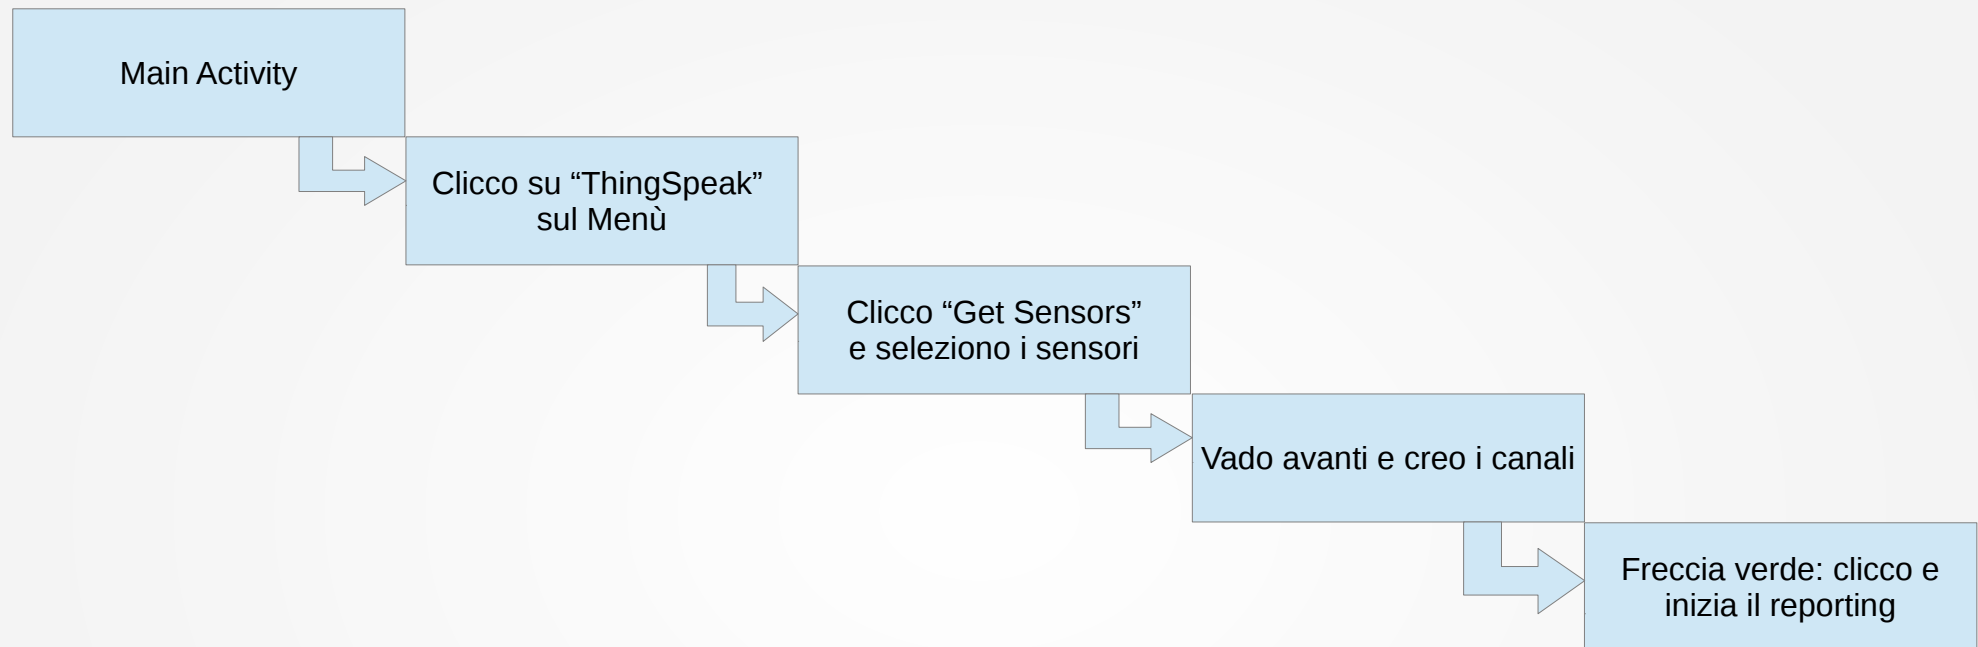 Main Activity
Clicco su “ThingSpeak”
sul Menù
Clicco “Get Sensors”
e seleziono i sensori
Vado avanti e creo i canali
Freccia verde: clicco e
inizia il reporting